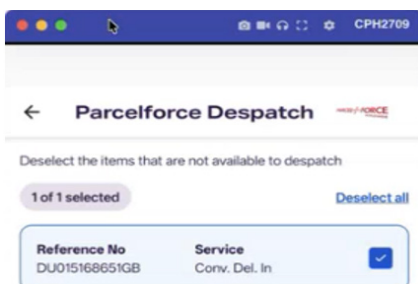 CPH2709
Parcelforce Despatch
Deselect the items that are not available to despatch
1 of 1 selected Deselect all
Reference No Service
DU015168651GB Conv. Del. In